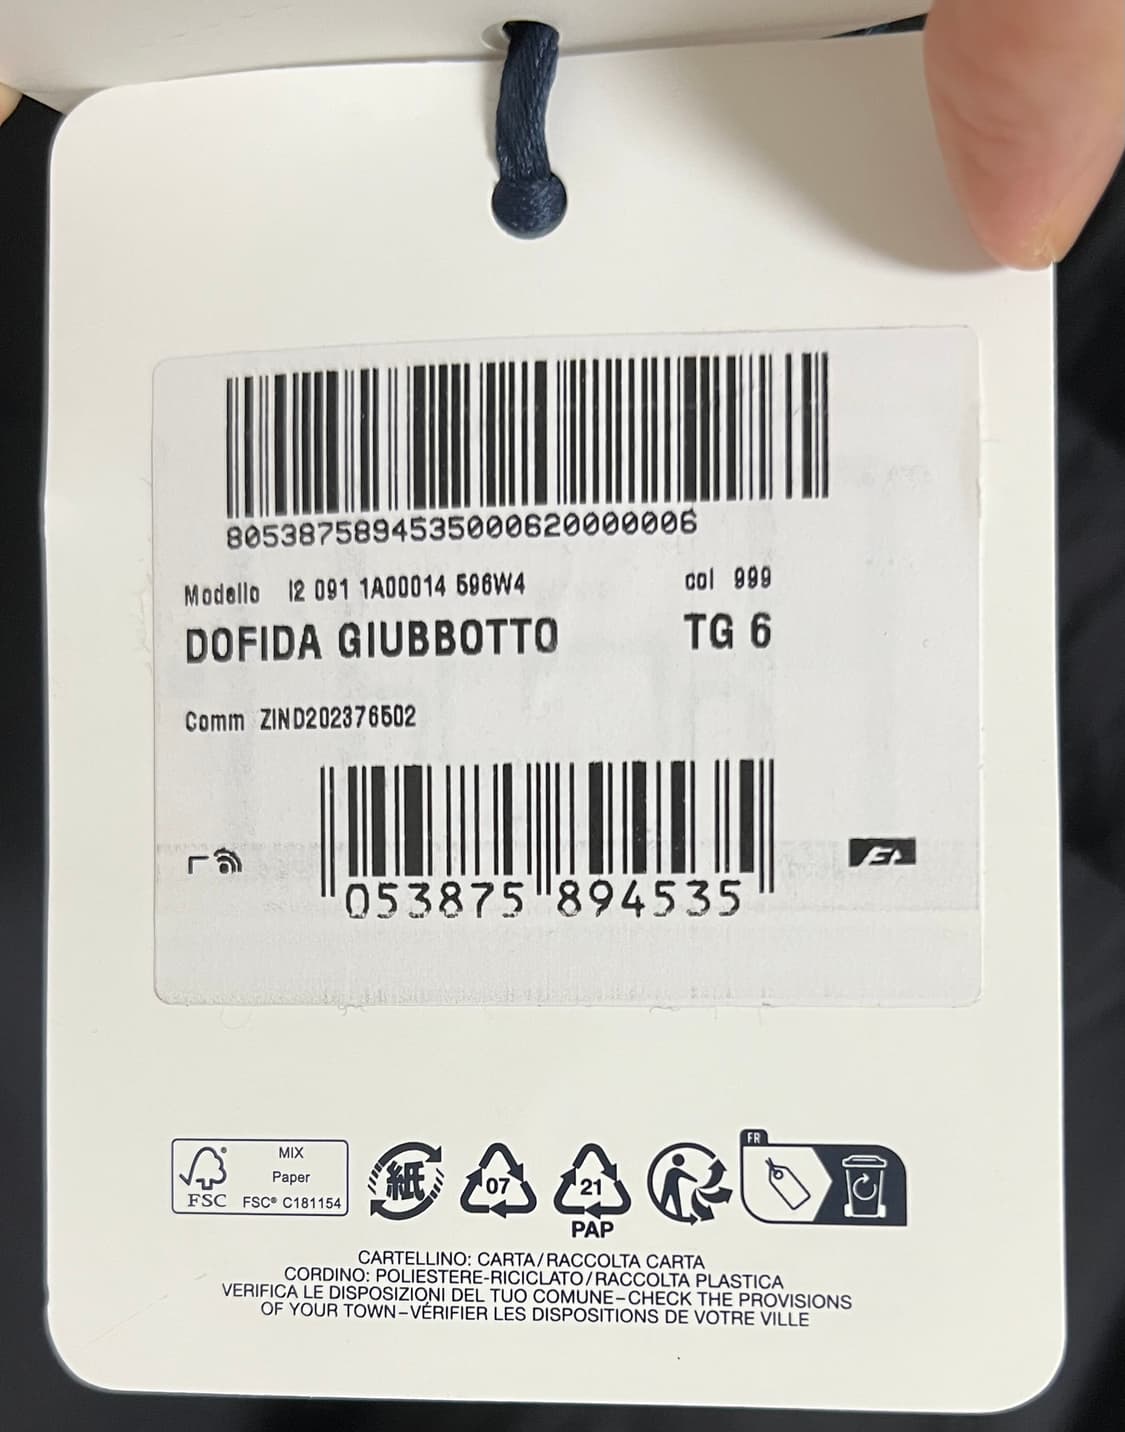 8053875894535000620000006
Modello I2 091 1A00014 596W4 col 999
DOFIDA GIUBBOTTO TG 6
Comm ZIND202376502
053875 894535
FR
MIX
Paper
FSC FSC® C181154
紙
07
21
PAP
CARTELLINO: CARTA/RACCOLTA CARTA
CORDINO: POLIESTERE-RICICLATO/RACCOLTA PLASTICA
VERIFICA LE DISPOSIZIONI DEL TUO COMUNE–CHECK THE PROVISIONS
OF YOUR TOWN–VÉRIFIER LES DISPOSITIONS DE VOTRE VILLE